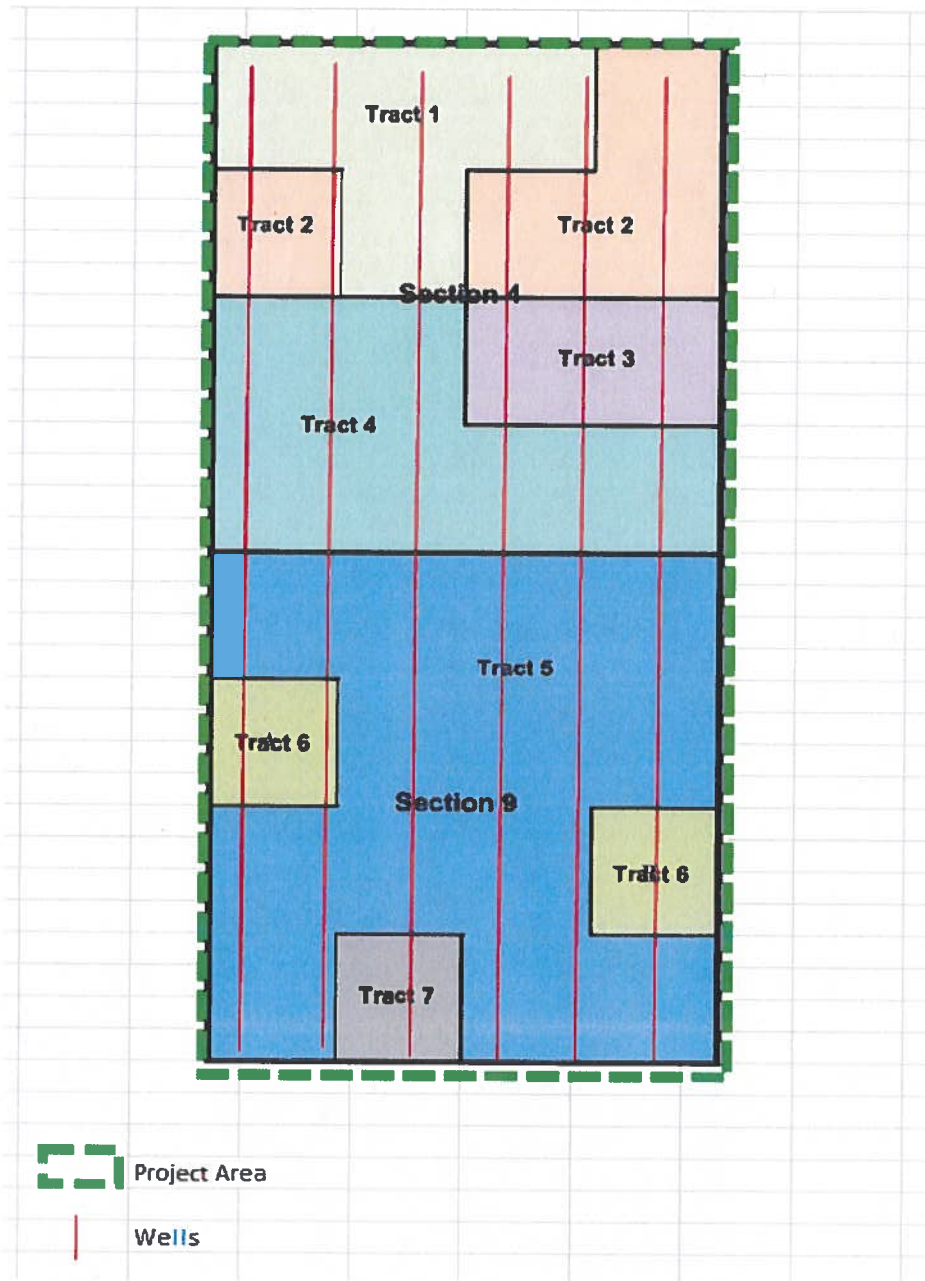 Tract 1
Tract 2
Tract 2
Section 4
Tract 3
Tract 4
Tract 5
Tract 6
Section 9
Tract 6
Tract 7
Project Area
Wells